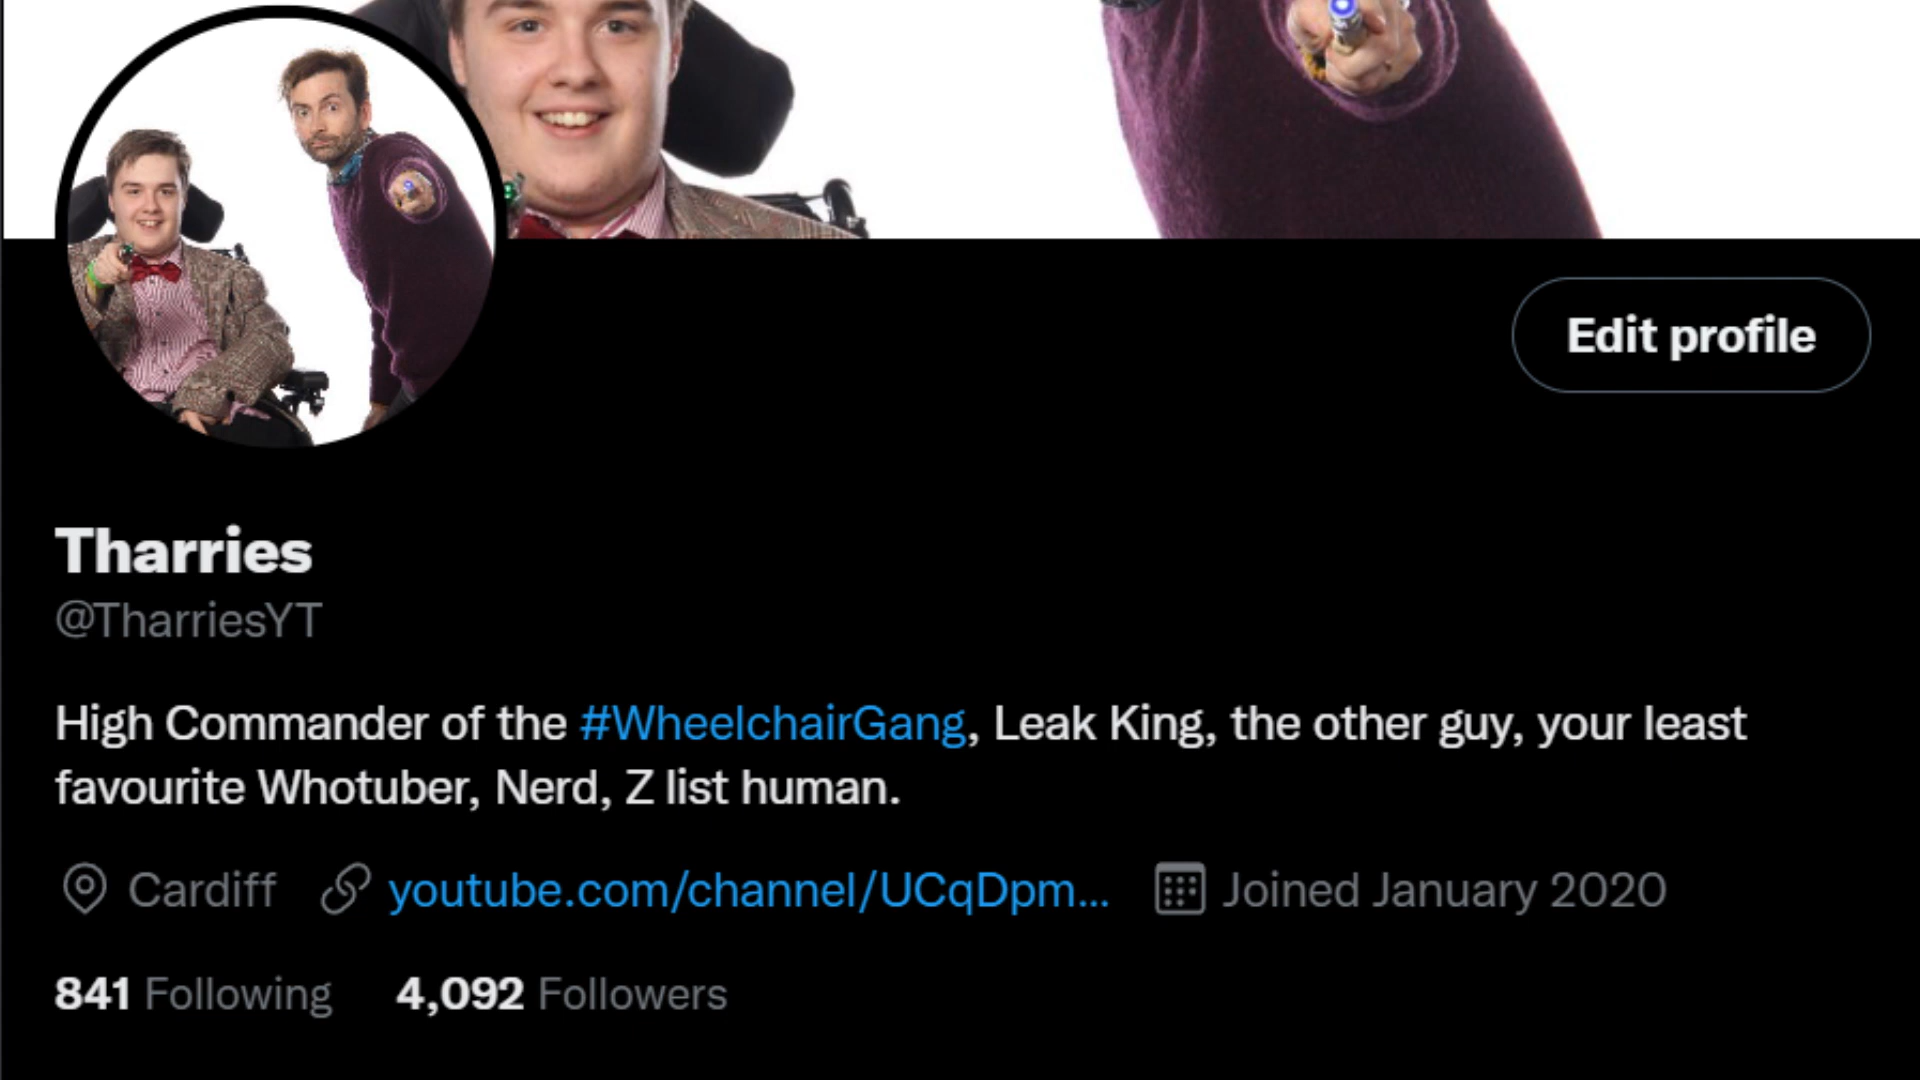 Edit profile
Tharries
@TharriesYT
High Commander of the #WheelchairGang, Leak King, the other guy, your least
favourite Whotuber, Nerd, Z list human.
Cardiff youtube.com/channel/UCqDpm... Joined January 2020
841 Following 4,092 Followers